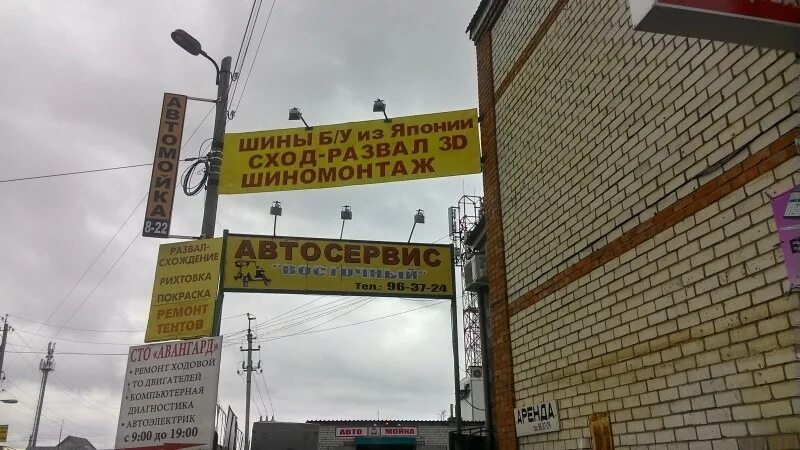 АВТОМОЙКА
8-22
ШИНЫ Б/У из Японии
СХОД-РАЗВАЛ 3D
ШИНОМОНТАЖ
РАЗВАЛ-
СХОЖДЕНИЕ
РИХТОВКА
ПОКРАСКА
РЕМОНТ
ТЕНТОВ
АВТОСЕРВИС
"ВОСТОЧНЫЙ"
Тел.: 96-37-24
СТО «АВАНГАРД»
• РЕМОНТ ХОДОВОЙ
• ТО ДВИГАТЕЛЕЙ
• КОМПЬЮТЕРНАЯ
ДИАГНОСТИКА
• АВТОЭЛЕКТРИК
с 9:00 до 19:00
АВТО МОЙКА
АРЕНДА